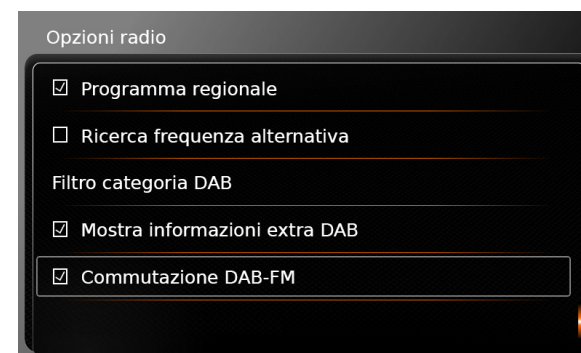 Opzioni radio
Programma regionale
Ricerca frequenza alternativa
Filtro categoria DAB
Mostra informazioni extra DAB
Commutazione DAB-FM